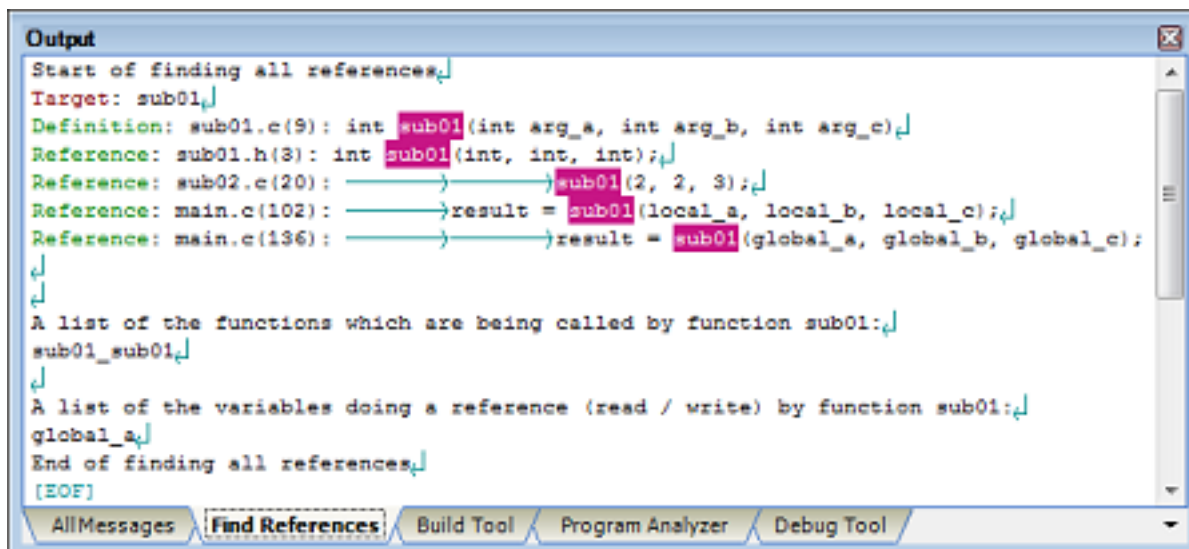 Output
Start of finding all references
Target: sub01
Definition: sub01.c(9): int sub01(int arg_a, int arg_b, int arg_c)
Reference: sub01.h(3): int sub01(int, int, int);
Reference: sub02.c(20): sub01(2, 2, 3);
Reference: main.c(102): result = sub01(local_a, local_b, local_c);
Reference: main.c(136): result = sub01(global_a, global_b, global_c);
A list of the functions which are being called by function sub01:
sub01_sub01
A list of the variables doing a reference (read / write) by function sub01:
global_a
End of finding all references
[EOF]
All Messages Find References Build Tool Program Analyzer Debug Tool